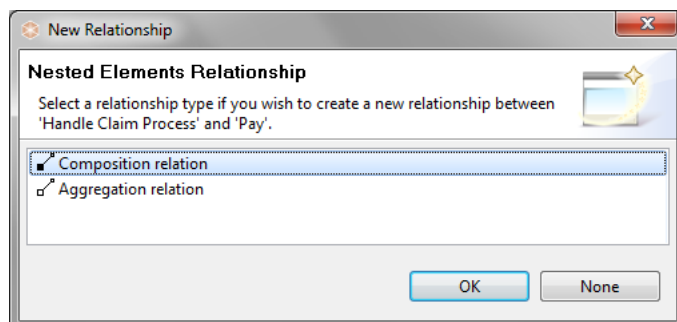 New Relationship
Nested Elements Relationship
Select a relationship type if you wish to create a new relationship between
'Handle Claim Process' and 'Pay'.
Composition relation
Aggregation relation
OK None